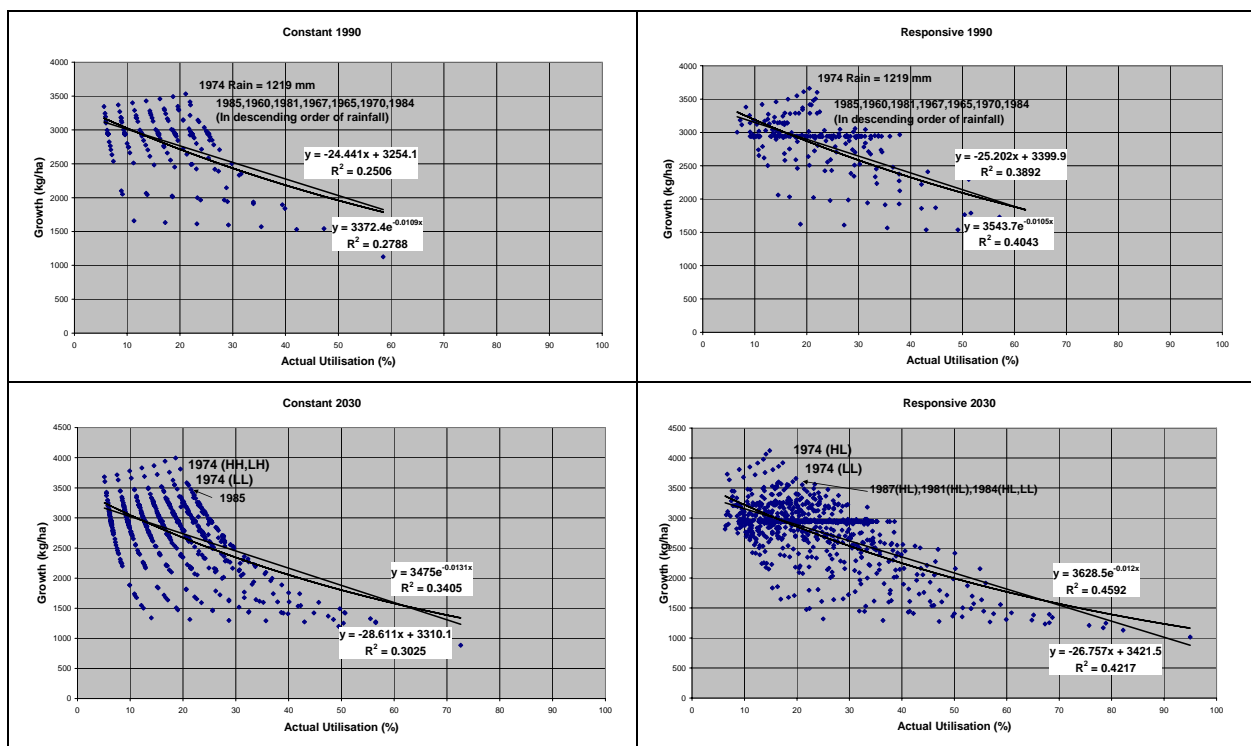 Constant 1990
4000
3500
3000
2500
2000
1500
1000
500
0
Growth (kg/ha)
1974 Rain = 1219 mm
1985,1960,1981,1967,1965,1970,1984
(In descending order of rainfall)
y = -24.441x + 3254.1
R² = 0.2506
y = 3372.4e^-0.0109x
R² = 0.2788
0 10 20 30 40 50 60 70 80 90 100
Actual Utilisation (%)
Responsive 1990
4000
3500
3000
2500
2000
1500
1000
500
0
Growth (kg/ha)
1974 Rain = 1219 mm
1985,1960,1981,1967,1965,1970,1984
(In descending order of rainfall)
y = -25.202x + 3399.9
R² = 0.3892
y = 3543.7e^-0.0105x
R² = 0.4043
0 10 20 30 40 50 60 70 80 90 100
Actual Utilisation (%)
Constant 2030
4500
4000
3500
3000
2500
2000
1500
1000
500
0
Growth (kg/ha)
1974 (HH,LH)
1974 (LL)
1985
y = 3475e^-0.0131x
R² = 0.3405
y = -28.611x + 3310.1
R² = 0.3025
0 10 20 30 40 50 60 70 80 90 100
Actual Utilisation (%)
Responsive 2030
4500
4000
3500
3000
2500
2000
1500
1000
500
0
Growth (kg/ha)
1974 (HL)
1974 (LL)
1987(HL),1981(HL),1984(HL,LL)
y = 3628.5e^-0.012x
R² = 0.4592
y = -26.757x + 3421.5
R² = 0.4217
0 10 20 30 40 50 60 70 80 90 100
Actual Utilisation (%)